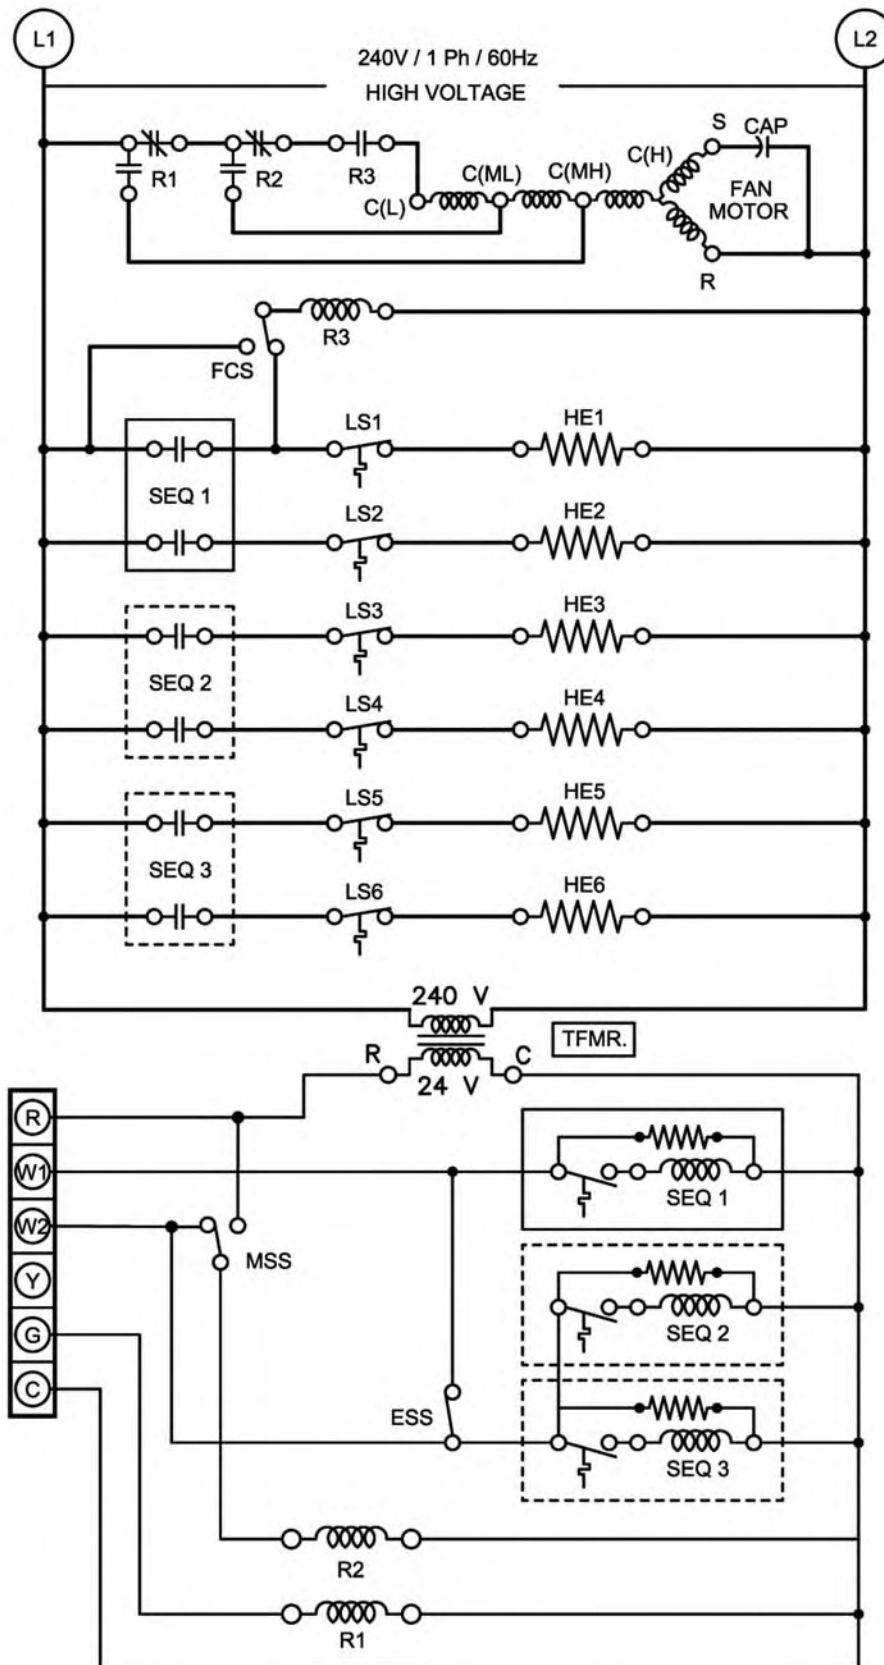 L1
L2
240V / 1 Ph / 60Hz
HIGH VOLTAGE
S CAP
C(H)
R1 R2 R3
C(L) C(ML) C(MH)
FAN
MOTOR
R
R3
FCS
LS1 HE1
SEQ 1
LS2 HE2
LS3 HE3
SEQ 2
LS4 HE4
LS5 HE5
SEQ 3
LS6 HE6
240 V
TFMR.
R C
24 V
R
W1
SEQ 1
W2
MSS
Y
SEQ 2
G
C
ESS
SEQ 3
R2
R1